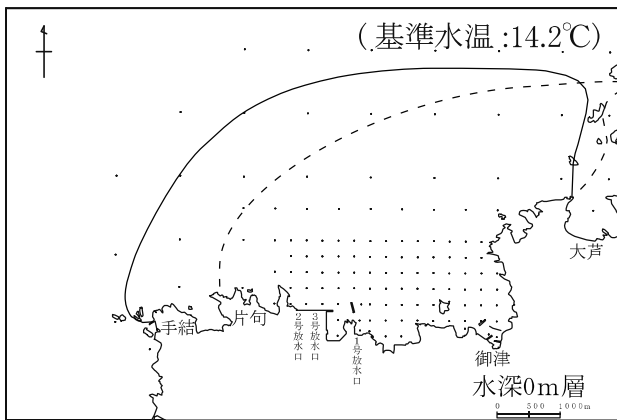 (基準水温:14.2℃)
大芦
手結
片句
2号放水口
3号放水口
1号放水口
御津
水深0m層
0 500 1000m